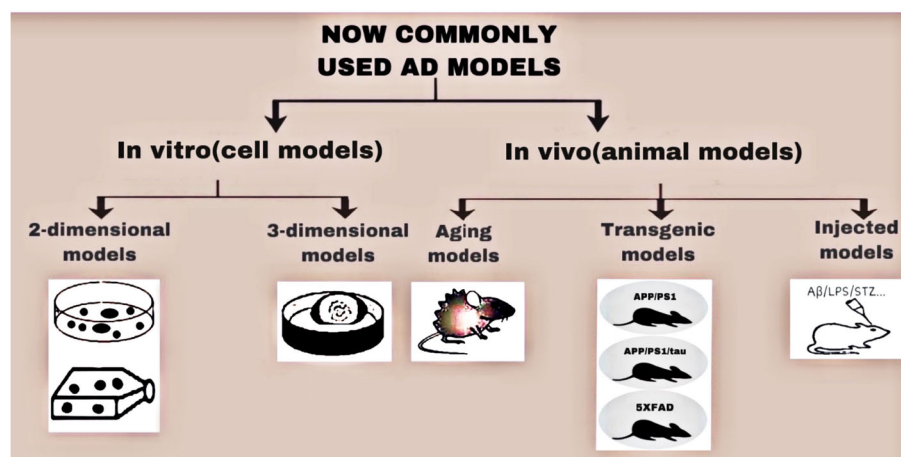 NOW COMMONLY
USED AD MODELS
In vitro(cell models)
In vivo(animal models)
2-dimensional
models
3-dimensional
models
Aging
models
Transgenic
models
Injected
models
APP/PS1
APP/PS1/tau
5XFAD
Aβ/LPS/STZ...